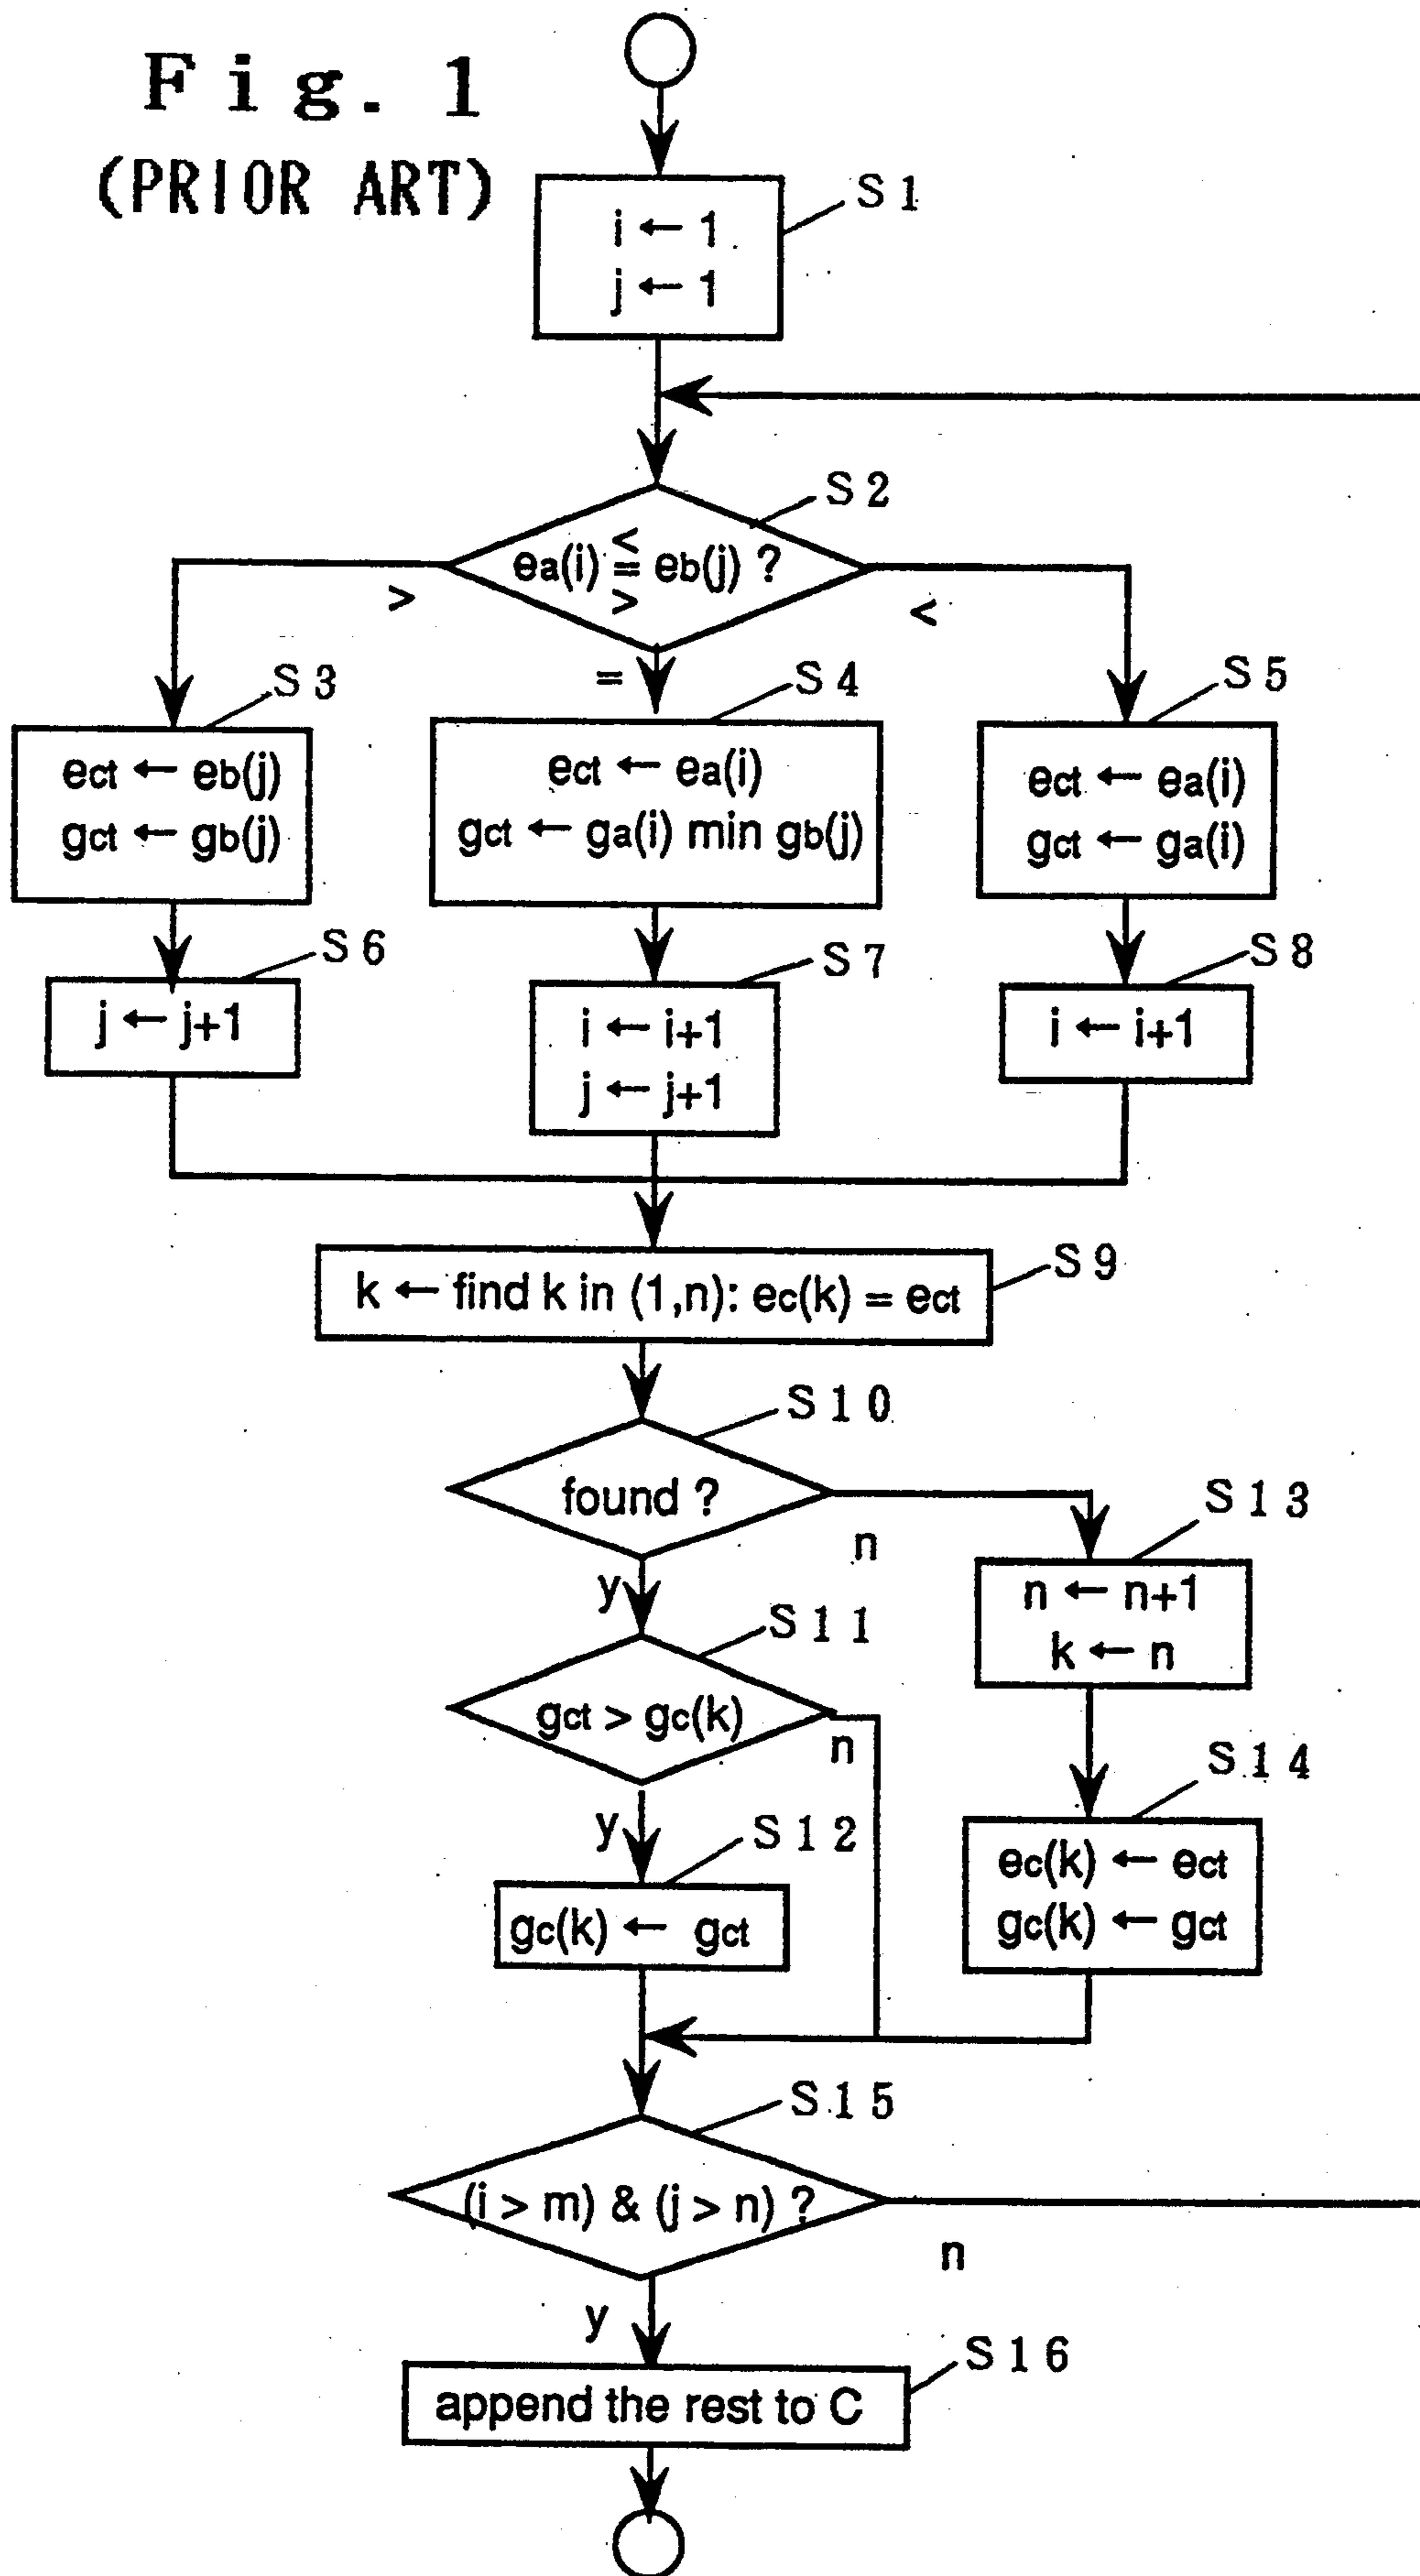 Fig. 1
(PRIOR ART)
S1
i ← 1
j ← 1
S2
<
ea(i) = eb(j) ?
>
>
<
=
S3
S4
S5
ect ← eb(j)
gct ← gb(j)
ect ← ea(i)
gct ← ga(i) min gb(j)
ect ← ea(i)
gct ← ga(i)
S6
S7
S8
j ← j+1
i ← i+1
j ← j+1
i ← i+1
S9
k ← find k in (1,n): ec(k) = ect
S10
found ?
n
y
S13
n ← n+1
k ← n
S11
gct > gc(k)
n
y
S14
ec(k) ← ect
gc(k) ← gct
S12
gc(k) ← gct
S15
(i > m) & (j > n) ?
n
y
S16
append the rest to C